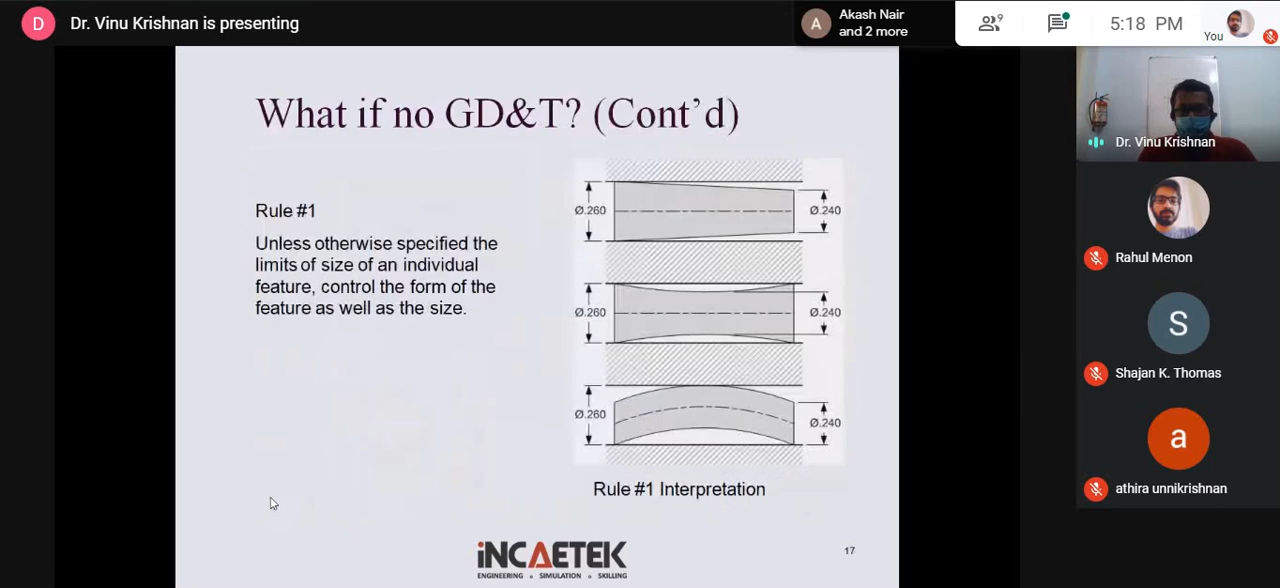 D
Dr. Vinu Krishnan is presenting
A
Akash Nair
and 2 more
9
5:18 PM
You
What if no GD&T? (Cont'd)
Rule #1
Unless otherwise specified the
limits of size of an individual
feature, control the form of the
feature as well as the size.
Ø.260
Ø.240
Ø.260
Ø.240
Ø.260
Ø.240
Rule #1 Interpretation
iNCAETEK
ENGINEERING • SIMULATION • SKILLING
17
Dr. Vinu Krishnan
Rahul Menon
S
Shajan K. Thomas
a
athira unnikrishnan